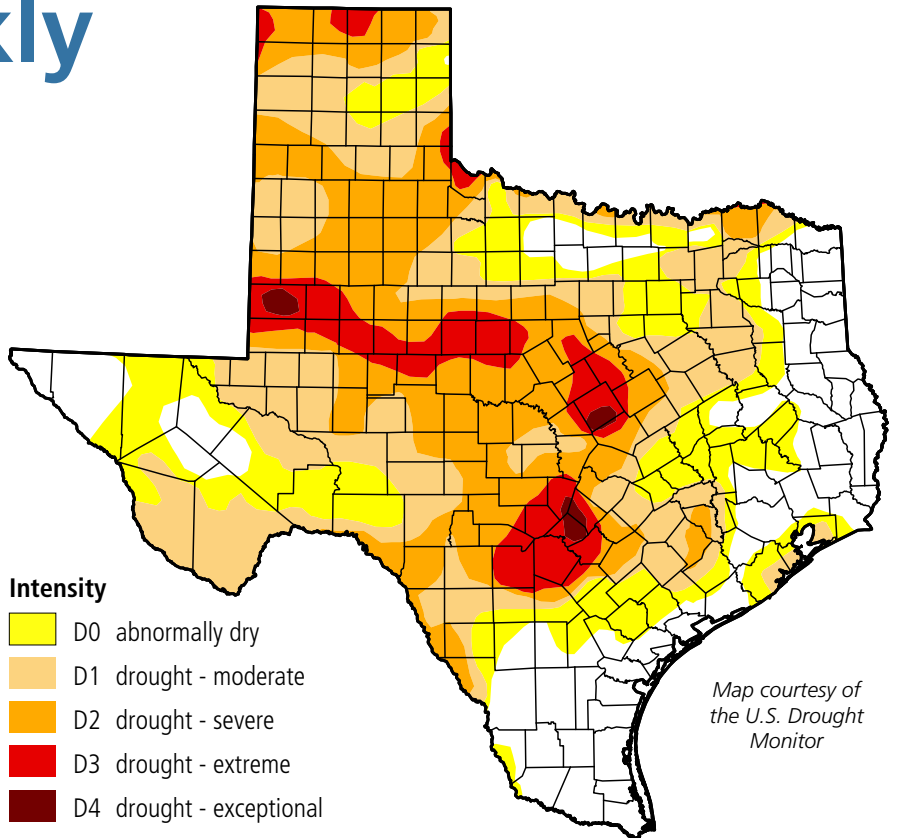 kly
Intensity
D0 abnormally dry
D1 drought - moderate
D2 drought - severe
D3 drought - extreme
D4 drought - exceptional
Map courtesy of
the U.S. Drought
Monitor